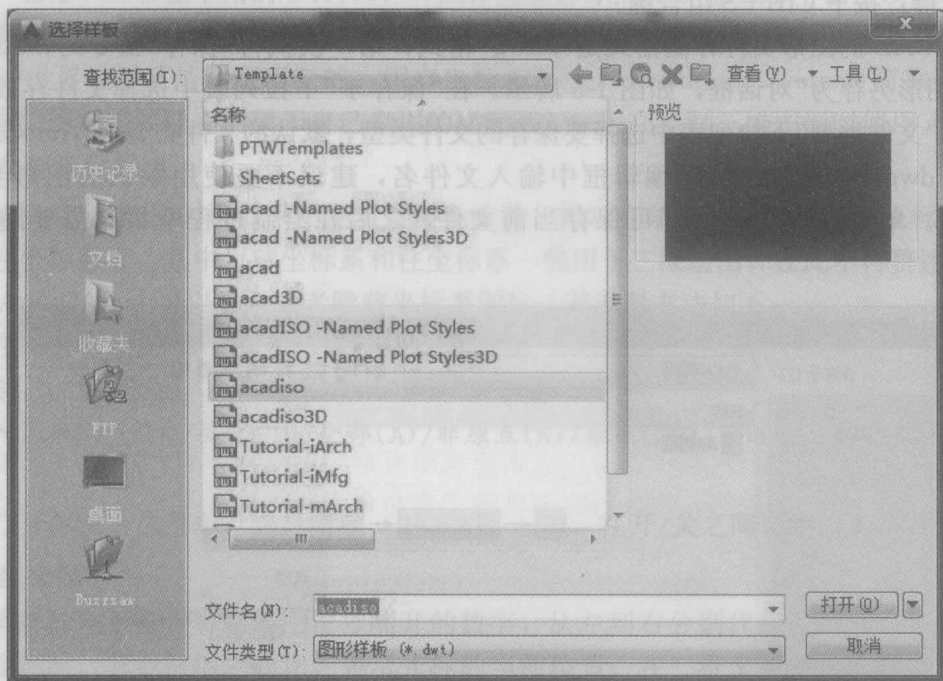 选择样板
查找范围(I): Template 查看(V) 工具(L)
名称
预览
历史记录
文档
收藏夹
FTP
桌面
Buzzsaw
PTWTemplates
SheetSets
acad -Named Plot Styles
acad -Named Plot Styles3D
acad
acad3D
acadISO -Named Plot Styles
acadISO -Named Plot Styles3D
acadiso
acadiso3D
Tutorial-iArch
Tutorial-iMfg
Tutorial-mArch
文件名(N): acadiso 打开(O)
文件类型(T): 图形样板 (*.dwt) 取消